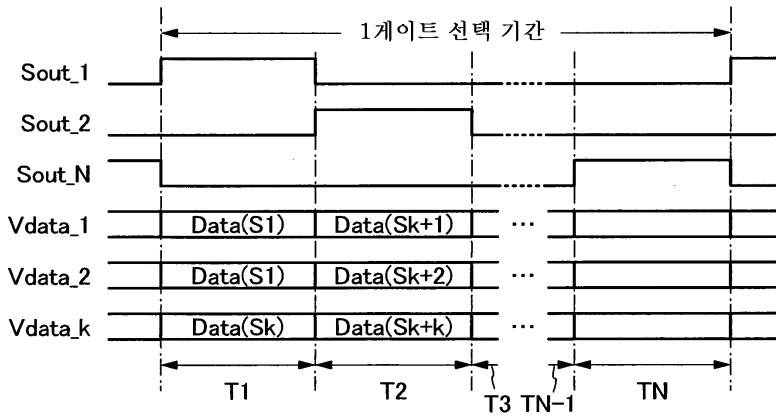 1게이트 선택 기간
Sout_1
Sout_2
Sout_N
Vdata_1 Data(S1) Data(Sk+1) ...
Vdata_2 Data(S1) Data(Sk+2) ...
Vdata_k Data(Sk) Data(Sk+k) ...
T1 T2 T3 TN-1 TN